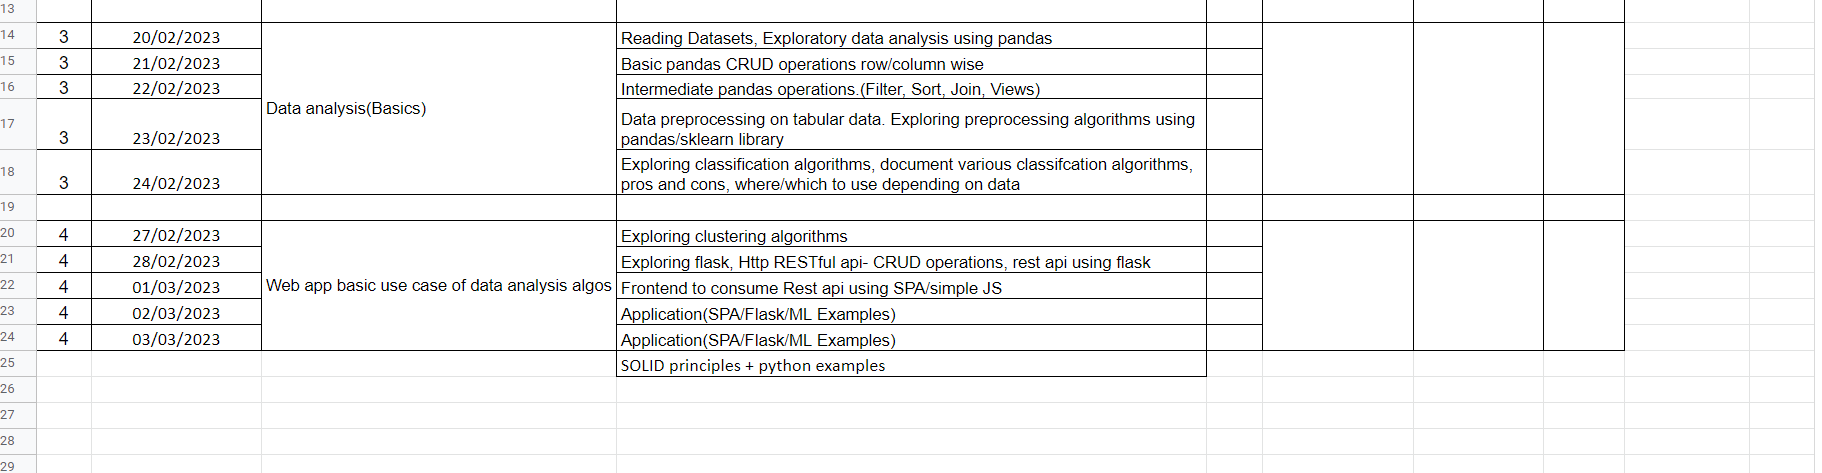 13
14 3 20/02/2023 Reading Datasets, Exploratory data analysis using pandas
15 3 21/02/2023 Basic pandas CRUD operations row/column wise
16 3 22/02/2023 Intermediate pandas operations.(Filter, Sort, Join, Views)
Data analysis(Basics)
17 3 23/02/2023 Data preprocessing on tabular data. Exploring preprocessing algorithms using
pandas/sklearn library
18 3 24/02/2023 Exploring classification algorithms, document various classifcation algorithms,
pros and cons, where/which to use depending on data
19
20 4 27/02/2023 Exploring clustering algorithms
21 4 28/02/2023 Exploring flask, Http RESTful api- CRUD operations, rest api using flask
22 4 01/03/2023 Web app basic use case of data analysis algos Frontend to consume Rest api using SPA/simple JS
23 4 02/03/2023 Application(SPA/Flask/ML Examples)
24 4 03/03/2023 Application(SPA/Flask/ML Examples)
25 SOLID principles + python examples
26
27
28
29